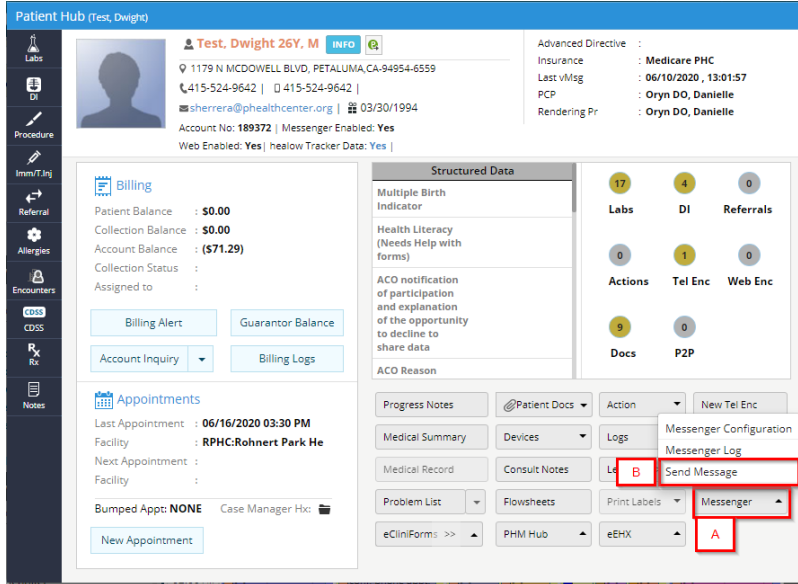 Patient Hub (Test, Dwight)
Labs
DI
Procedure
Imm/T.Inj
Referral
Allergies
Encounters
CDSS
CDSS
Rx
Rx
Notes
Test, Dwight 26Y, M INFO
1179 N MCDOWELL BLVD, PETALUMA,CA-94954-6559
415-524-9642 | 415-524-9642 |
sherrera@phealthcenter.org | 03/30/1994
Account No: 189372 | Messenger Enabled: Yes
Web Enabled: Yes| healow Tracker Data: Yes |
Advanced Directive :
Insurance : Medicare PHC
Last vMsg : 06/10/2020 , 13:01:57
PCP : Oryn DO, Danielle
Rendering Pr : Oryn DO, Danielle
Billing
Patient Balance : $0.00
Collection Balance : $0.00
Account Balance : ($71.29)
Collection Status :
Assigned to :
Billing Alert Guarantor Balance
Account Inquiry Billing Logs
Appointments
Last Appointment : 06/16/2020 03:30 PM
Facility : RPHC:Rohnert Park He
Next Appointment :
Facility :
Bumped Appt: NONE Case Manager Hx:
New Appointment
Structured Data
Multiple Birth
Indicator
Health Literacy
(Needs Help with
forms)
ACO notification
of participation
and explanation
of the opportunity
to decline to
share data
ACO Reason
17 4 0
Labs DI Referrals
0 1 0
Actions Tel Enc Web Enc
9 0
Docs P2P
Progress Notes Patient Docs Action New Tel Enc
Medical Summary Devices Logs
Medical Record Consult Notes Le
Problem List Flowsheets Print Labels Messenger
eCliniForms >> PHM Hub eEHX
Messenger Configuration
Messenger Log
B Send Message
A